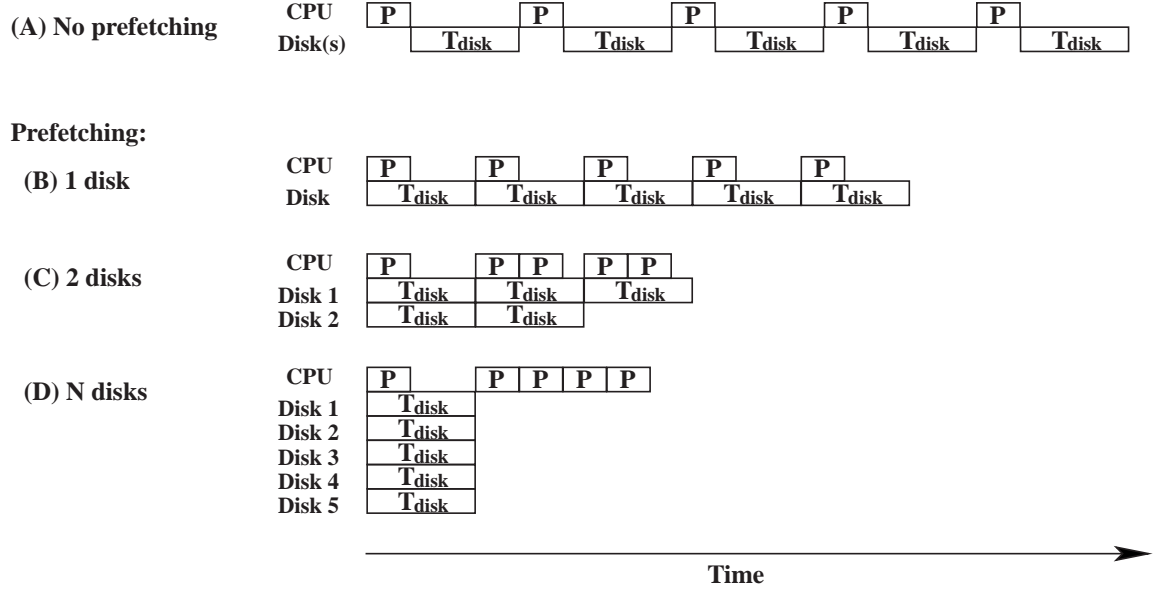 CPU P P P P P
(A) No prefetching
Disk(s) Tdisk Tdisk Tdisk Tdisk Tdisk
Prefetching:
CPU P P P P P
(B) 1 disk
Disk Tdisk Tdisk Tdisk Tdisk Tdisk
CPU P P P P P
(C) 2 disks
Disk 1 Tdisk Tdisk Tdisk
Disk 2 Tdisk Tdisk
CPU P P P P P
(D) N disks
Disk 1 Tdisk
Disk 2 Tdisk
Disk 3 Tdisk
Disk 4 Tdisk
Disk 5 Tdisk
Time